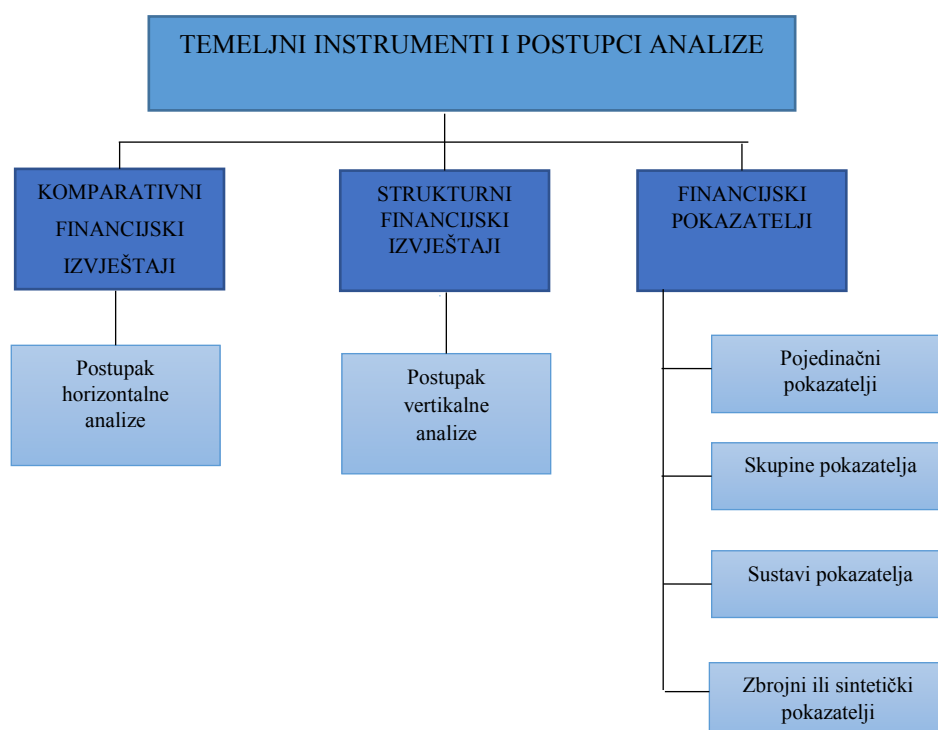 TEMELJNI INSTRUMENTI I POSTUPCI ANALIZE
KOMPARATIVNI
FINANCIJSKI
IZVJEŠTAJI
STRUKTURNI
FINANCIJSKI
IZVJEŠTAJI
FINANCIJSKI
POKAZATELJI
Postupak
horizontalne
analize
Postupak
vertikalne
analize
Pojedinačni
pokazatelji
Skupine pokazatelja
Sustavi pokazatelja
Zbrojni ili sintetički
pokazatelji